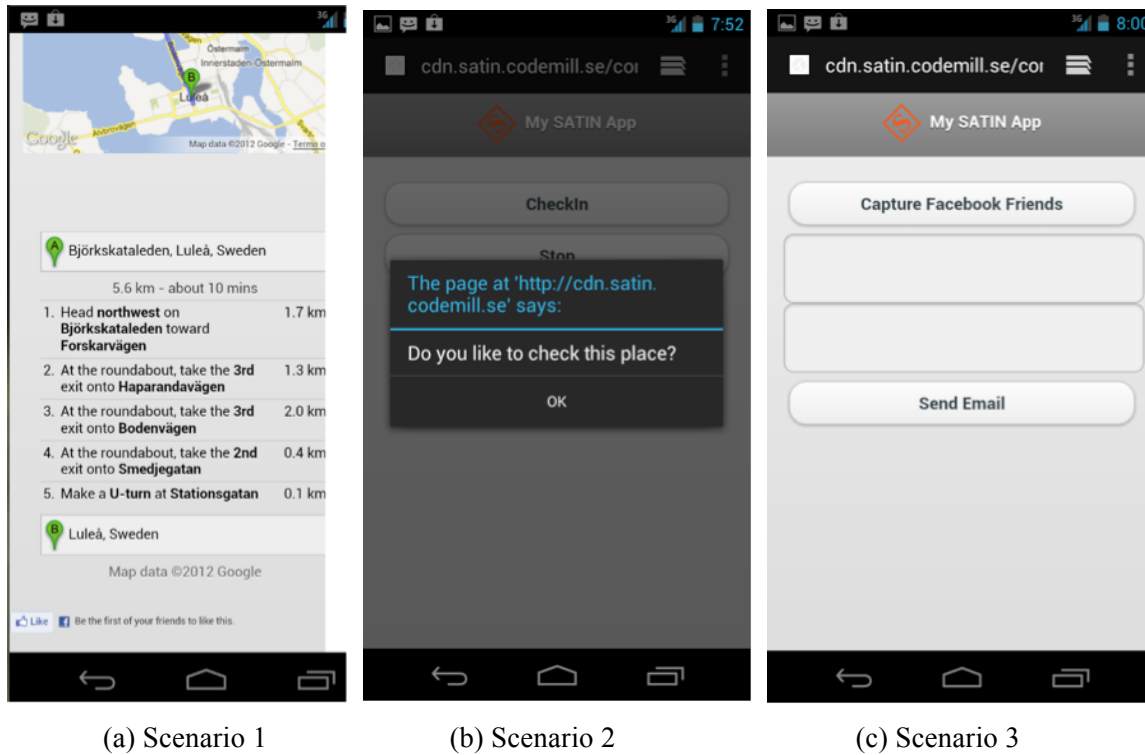 3G
Östermalm
Innerstaden-Östermalm
B
Luleå
Älvbrovägen
Google
Map data ©2012 Google - Terms o
A Björkskataleden, Luleå, Sweden
5.6 km - about 10 mins
1. Head northwest on 1.7 km
Björkskataleden toward
Forskarvägen
2. At the roundabout, take the 3rd 1.3 km
exit onto Haparandavägen
3. At the roundabout, take the 3rd 2.0 km
exit onto Bodenvägen
4. At the roundabout, take the 2nd 0.4 km
exit onto Smedjegatan
5. Make a U-turn at Stationsgatan 0.1 km
B Luleå, Sweden
Map data ©2012 Google
Like Be the first of your friends to like this.
(a) Scenario 1
3G 7:52
cdn.satin.codemill.se/cor
My SATIN App
CheckIn
Stop
The page at 'http://cdn.satin.
codemill.se' says:
Do you like to check this place?
OK
(b) Scenario 2
3G 8:00
cdn.satin.codemill.se/cor
My SATIN App
Capture Facebook Friends
Send Email
(c) Scenario 3